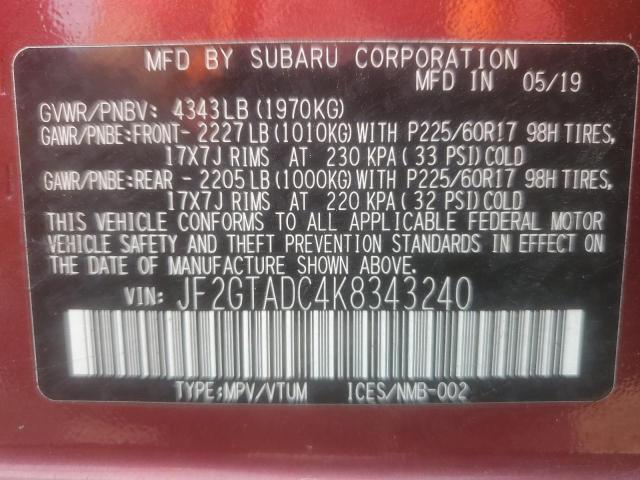 MFD BY SUBARU CORPORATION
MFD IN 05/19
GVWR/PNBV: 4343LB (1970KG)
GAWR/PNBE:FRONT- 2227LB (1010KG) WITH P225/60R17 98H TIRES,
17X7J RIMS AT 230 KPA ( 33 PSI) COLD
GAWR/PNBE:REAR - 2205LB (1000KG) WITH P225/60R17 98H TIRES,
17X7J RIMS AT 220 KPA ( 32 PSI) COLD
THIS VEHICLE CONFORMS TO ALL APPLICABLE FEDERAL MOTOR
VEHICLE SAFETY AND THEFT PREVENTION STANDARDS IN EFFECT ON
THE DATE OF MANUFACTURE SHOWN ABOVE.
VIN: JF2GTADC4K8343240
TYPE:MPV/VTUM ICES/NMB-002